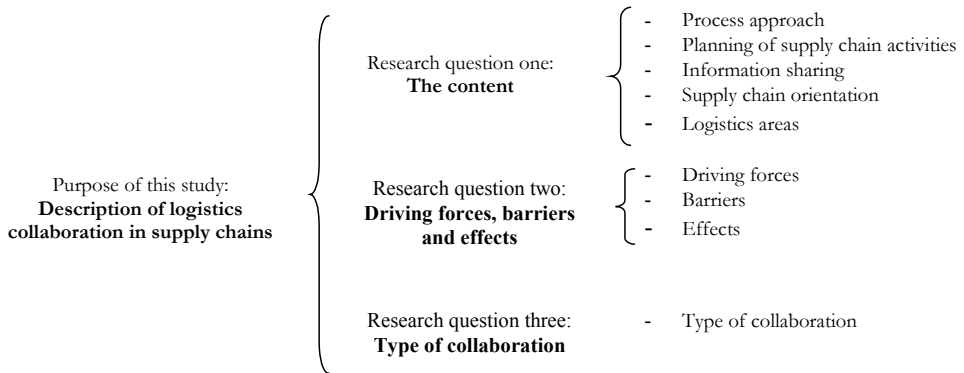 Purpose of this study:
Description of logistics
collaboration in supply chains
Research question one:
The content
- Process approach
- Planning of supply chain activities
- Information sharing
- Supply chain orientation
- Logistics areas
Research question two:
Driving forces, barriers
and effects
- Driving forces
- Barriers
- Effects
Research question three:
Type of collaboration
- Type of collaboration